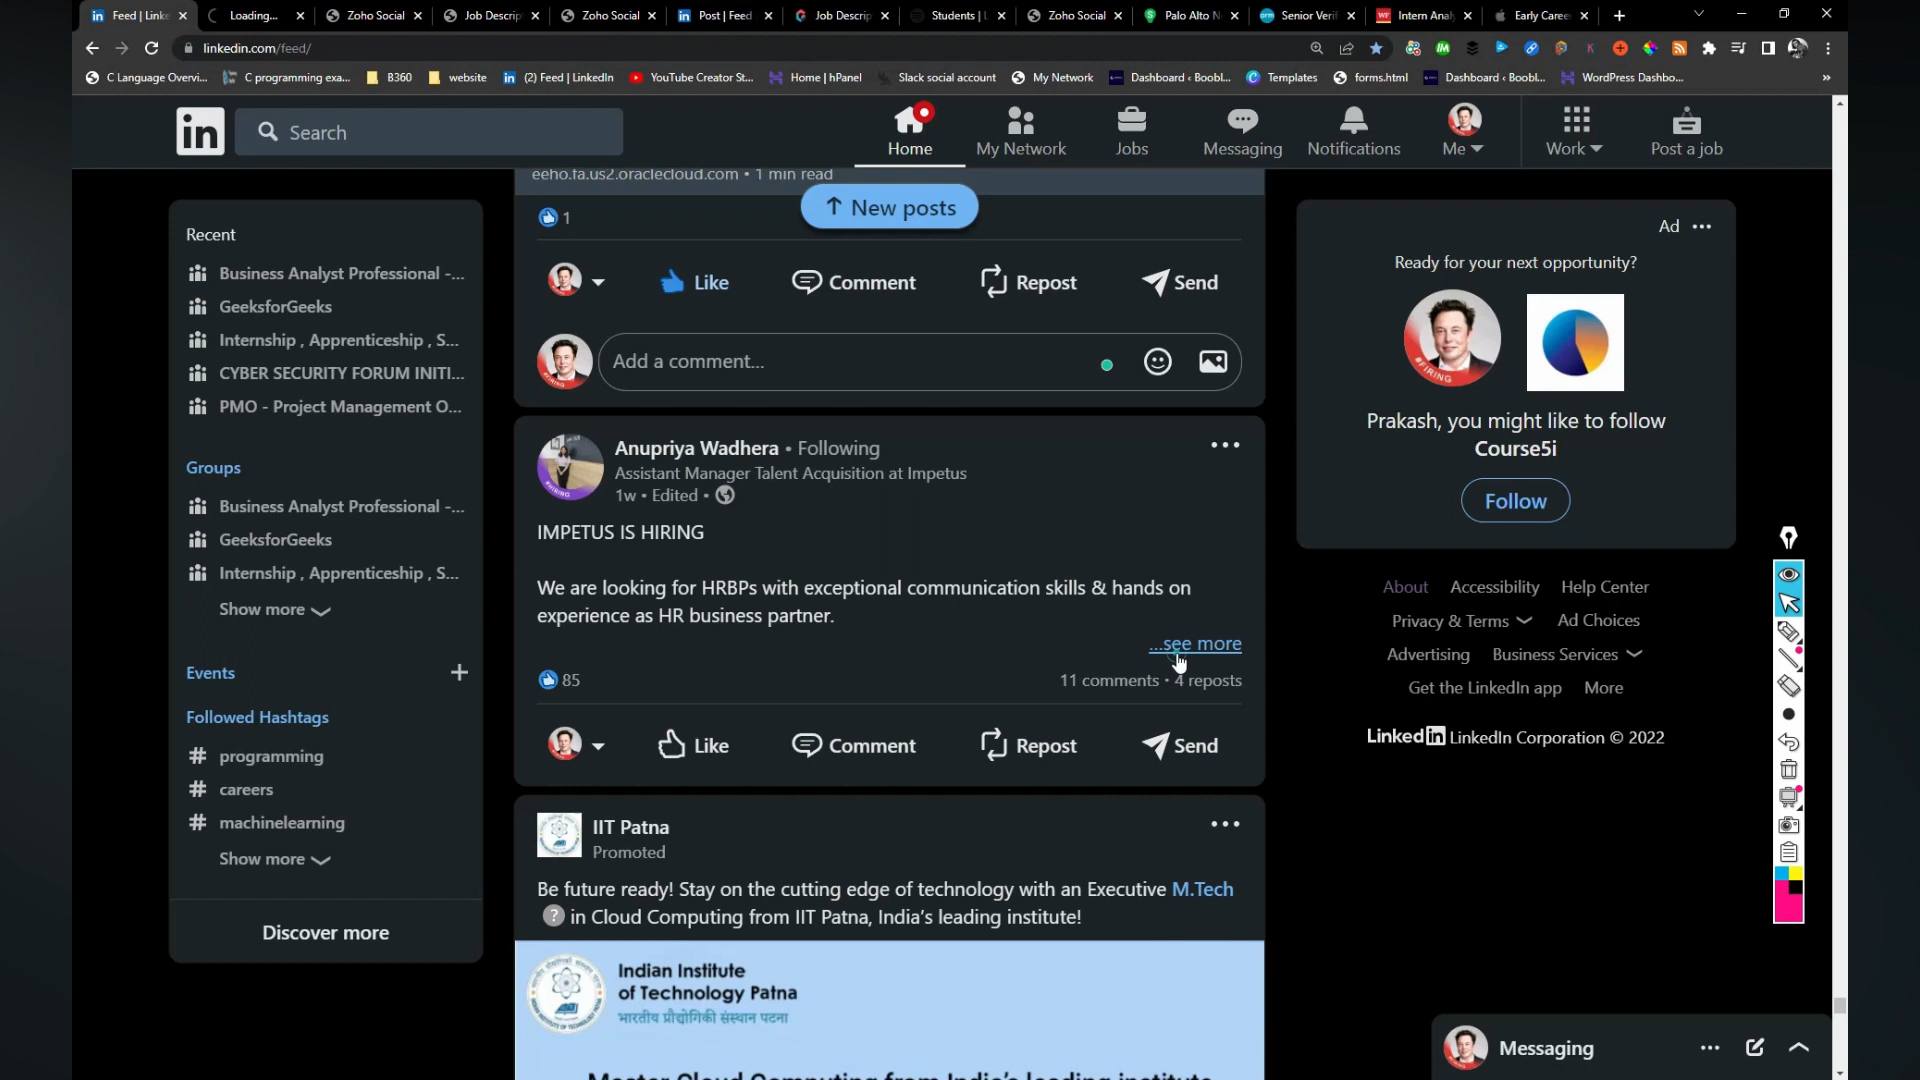 Feed | Linke
Loading...
Zoho Social
Job Descrip
Zoho Social
Post | Feed
Job Descrip
Students |
Zoho Social
Palo Alto N
Senior Veri
Intern Anal
Early Caree
linkedin.com/feed/
C Language Overvi...
C programming exa...
B360
website
(2) Feed | LinkedIn
YouTube Creator St...
Home | hPanel
Slack social account
My Network
Dashboard ‹ Boobl...
Templates
forms.html
Dashboard ‹ Boobl...
WordPress Dashbo...
»
in
Search
Home
My Network
Jobs
Messaging
Notifications
Me
Work
Post a job
eeho.fa.us2.oraclecloud.com • 1 min read
↑ New posts
1
Like
Comment
Repost
Send
Add a comment...
Recent
Business Analyst Professional -...
GeeksforGeeks
Internship , Apprenticeship , S...
CYBER SECURITY FORUM INITI...
PMO - Project Management O...
Groups
Business Analyst Professional -...
GeeksforGeeks
Internship , Apprenticeship , S...
Show more
Events
Followed Hashtags
# programming
# careers
# machinelearning
Show more
Discover more
#HIRING
Anupriya Wadhera • Following
Assistant Manager Talent Acquisition at Impetus
1w • Edited •
IMPETUS IS HIRING
We are looking for HRBPs with exceptional communication skills & hands on
experience as HR business partner.
...see more
85
11 comments • 4 reposts
Like
Comment
Repost
Send
IIT Patna
Promoted
Be future ready! Stay on the cutting edge of technology with an Executive M.Tech
in Cloud Computing from IIT Patna, India's leading institute!
Indian Institute
of Technology Patna
भारतीय प्रौद्योगिकी संस्थान पटना
Master Cloud Computing from India's leading institute
Ad
Ready for your next opportunity?
Prakash, you might like to follow
Course5i
Follow
About
Accessibility
Help Center
Privacy & Terms
Ad Choices
Advertising
Business Services
Get the LinkedIn app
More
LinkedIn LinkedIn Corporation © 2022
Messaging